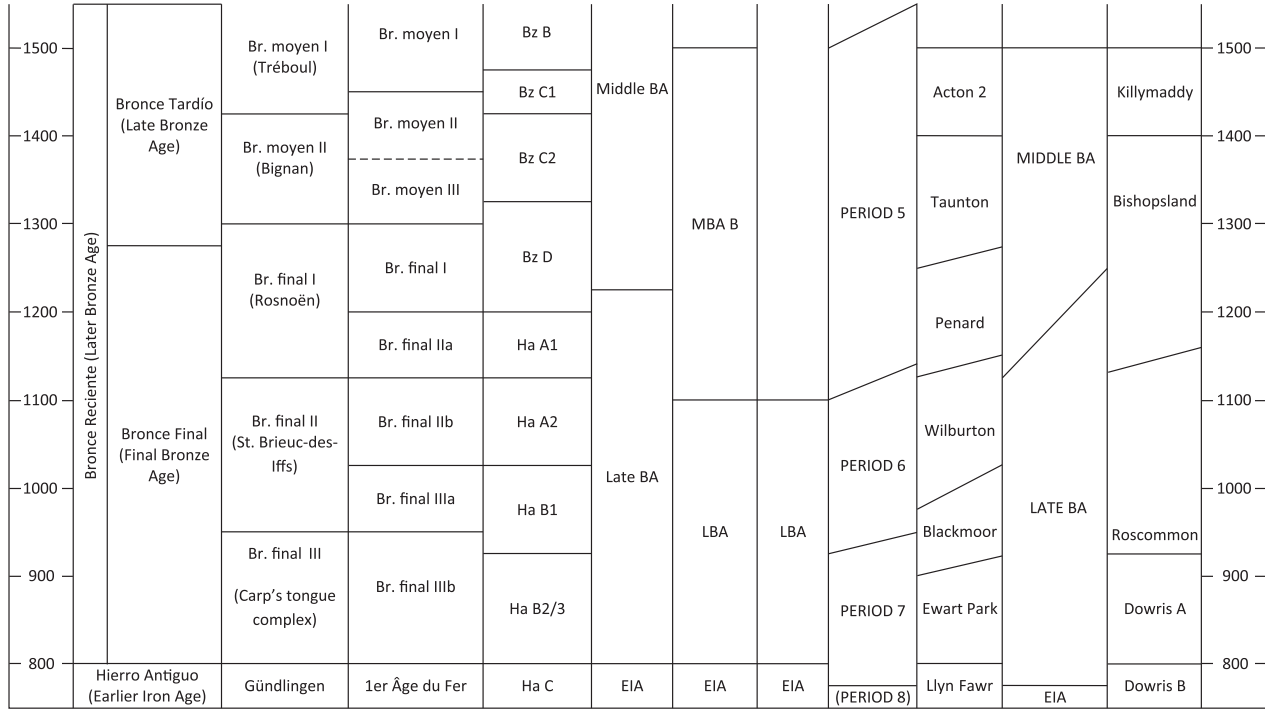 1500
1400
1300
1200
1100
1000
900
800
Bronce Reciente (Later Bronze Age)
Bronce Tardío
(Late Bronze
Age)
Bronce Final
(Final Bronze
Age)
Hierro Antiguo
(Earlier Iron Age)
Br. moyen I
(Tréboul)
Br. moyen II
(Bignan)
Br. final I
(Rosnoën)
Br. final II
(St. Brieuc-des-
Iffs)
Br. final III
(Carp's tongue
complex)
Gündlingen
Br. moyen I
Br. moyen II
Br. moyen III
Br. final I
Br. final IIa
Br. final IIb
Br. final IIIa
Br. final IIIb
1er Âge du Fer
Bz B
Bz C1
Bz C2
Bz D
Ha A1
Ha A2
Ha B1
Ha B2/3
Ha C
Middle BA
Late BA
EIA
MBA B
LBA
EIA
LBA
EIA
PERIOD 5
PERIOD 6
PERIOD 7
(PERIOD 8)
Acton 2
Taunton
Penard
Wilburton
Blackmoor
Ewart Park
Llyn Fawr
MIDDLE BA
LATE BA
EIA
Killymaddy
Bishopsland
Roscommon
Dowris A
Dowris B
1500
1400
1300
1200
1100
1000
900
800